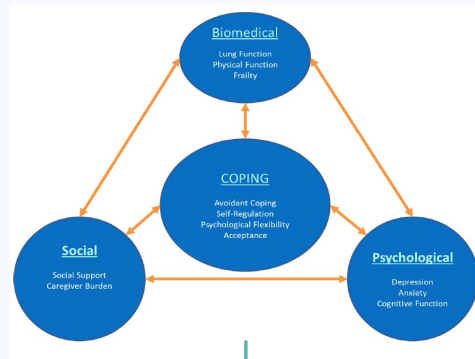 Biomedical
Lung Function
Physical Function
Frailty
COPING
Avoidant Coping
Self-Regulation
Psychological Flexibility
Acceptance
Social
Social Support
Caregiver Burden
Psychological
Depression
Anxiety
Cognitive Function